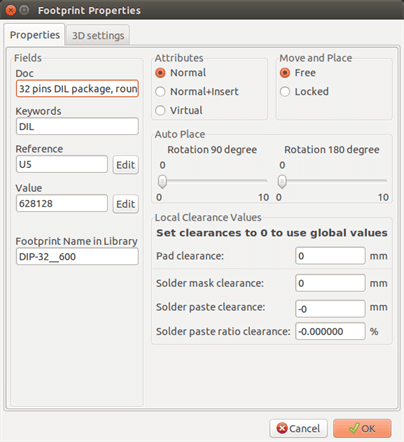 Footprint Properties
Properties
3D settings
Fields
Doc
32 pins DIL package, roun
Keywords
DIL
Reference
U5
Edit
Value
628128
Edit
Footprint Name in Library
DIP-32__600
Attributes
Normal
Normal+Insert
Virtual
Move and Place
Free
Locked
Auto Place
Rotation 90 degree
Rotation 180 degree
0
0
0
10
0
10
Local Clearance Values
Set clearances to 0 to use global values
Pad clearance:
0
mm
Solder mask clearance:
0
mm
Solder paste clearance:
-0
mm
Solder paste ratio clearance:
-0.000000
%
Cancel
OK